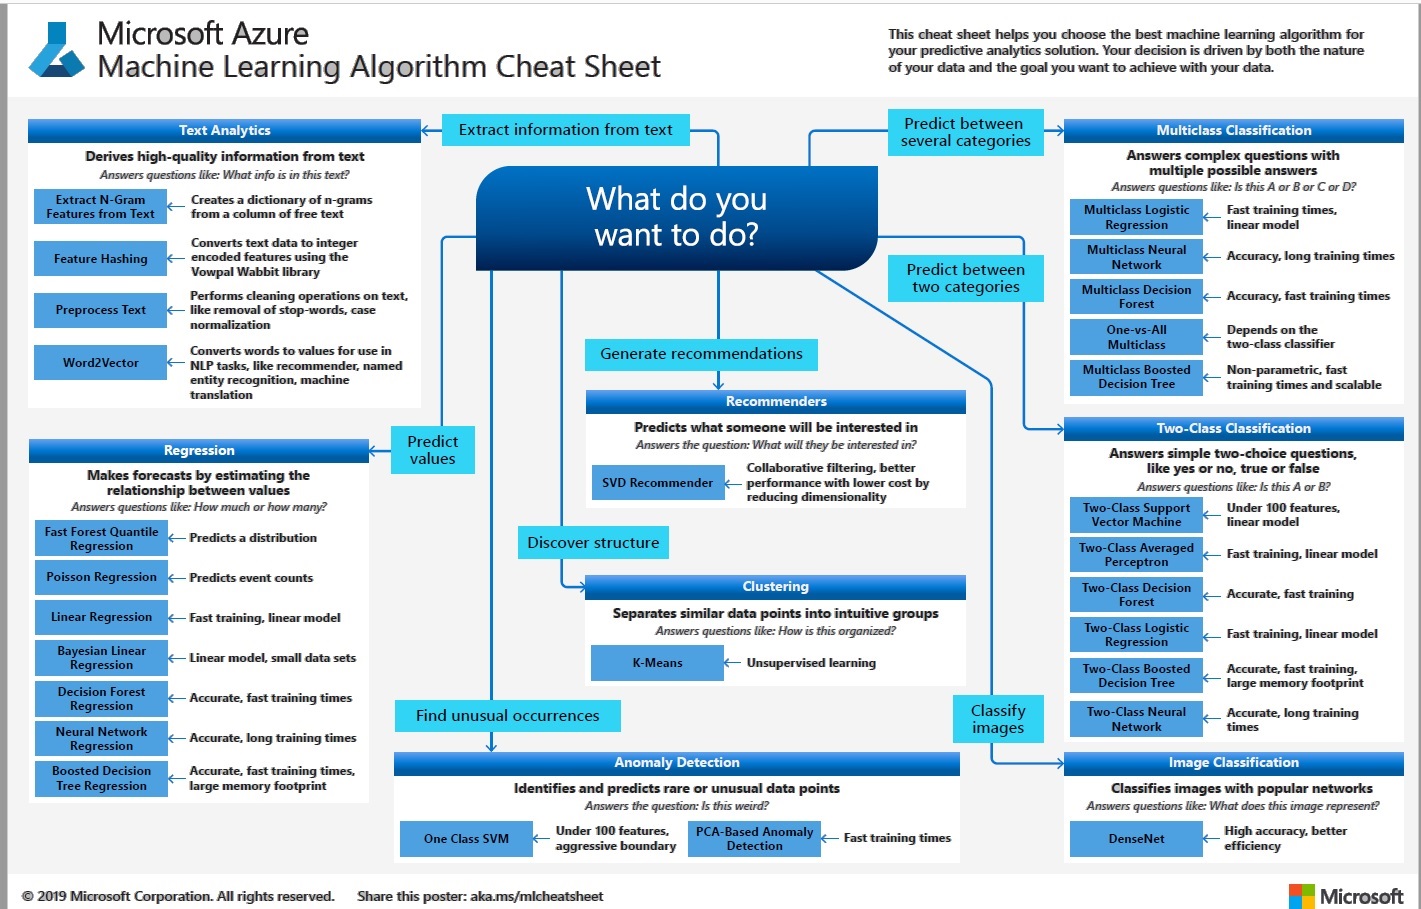 Microsoft Azure
Machine Learning Algorithm Cheat Sheet
This cheat sheet helps you choose the best machine learning algorithm for
your predictive analytics solution. Your decision is driven by both the nature
of your data and the goal you want to achieve with your data.
What do you
want to do?
Extract information from text
Text Analytics
Derives high-quality information from text
Answers questions like: What info is in this text?
Extract N-Gram
Features from Text
Creates a dictionary of n-grams
from a column of free text
Feature Hashing
Converts text data to integer
encoded features using the
Vowpal Wabbit library
Preprocess Text
Performs cleaning operations on text,
like removal of stop-words, case
normalization
Word2Vector
Converts words to values for use in
NLP tasks, like recommender, named
entity recognition, machine
translation
Predict
values
Regression
Makes forecasts by estimating the
relationship between values
Answers questions like: How much or how many?
Fast Forest Quantile
Regression
Predicts a distribution
Poisson Regression
Predicts event counts
Linear Regression
Fast training, linear model
Bayesian Linear
Regression
Linear model, small data sets
Decision Forest
Regression
Accurate, fast training times
Neural Network
Regression
Accurate, long training times
Boosted Decision
Tree Regression
Accurate, fast training times,
large memory footprint
Generate recommendations
Recommenders
Predicts what someone will be interested in
Answers the question: What will they be interested in?
SVD Recommender
Collaborative filtering, better
performance with lower cost by
reducing dimensionality
Discover structure
Clustering
Separates similar data points into intuitive groups
Answers questions like: How is this organized?
K-Means
Unsupervised learning
Find unusual occurrences
Anomaly Detection
Identifies and predicts rare or unusual data points
Answers the question: Is this weird?
One Class SVM
Under 100 features,
aggressive boundary
PCA-Based Anomaly
Detection
Fast training times
Predict between
several categories
Multiclass Classification
Answers complex questions with
multiple possible answers
Answers questions like: Is this A or B or C or D?
Multiclass Logistic
Regression
Fast training times,
linear model
Multiclass Neural
Network
Accuracy, long training times
Multiclass Decision
Forest
Accuracy, fast training times
One-vs-All
Multiclass
Depends on the
two-class classifier
Multiclass Boosted
Decision Tree
Non-parametric, fast
training times and scalable
Predict between
two categories
Two-Class Classification
Answers simple two-choice questions,
like yes or no, true or false
Answers questions like: Is this A or B?
Two-Class Support
Vector Machine
Under 100 features,
linear model
Two-Class Averaged
Perceptron
Fast training, linear model
Two-Class Decision
Forest
Accurate, fast training
Two-Class Logistic
Regression
Fast training, linear model
Two-Class Boosted
Decision Tree
Accurate, fast training,
large memory footprint
Two-Class Neural
Network
Accurate, long training
times
Classify
images
Image Classification
Classifies images with popular networks
Answers questions like: What does this image represent?
DenseNet
High accuracy, better
efficiency
© 2019 Microsoft Corporation. All rights reserved.
Share this poster: aka.ms/mlcheatsheet
Microsoft